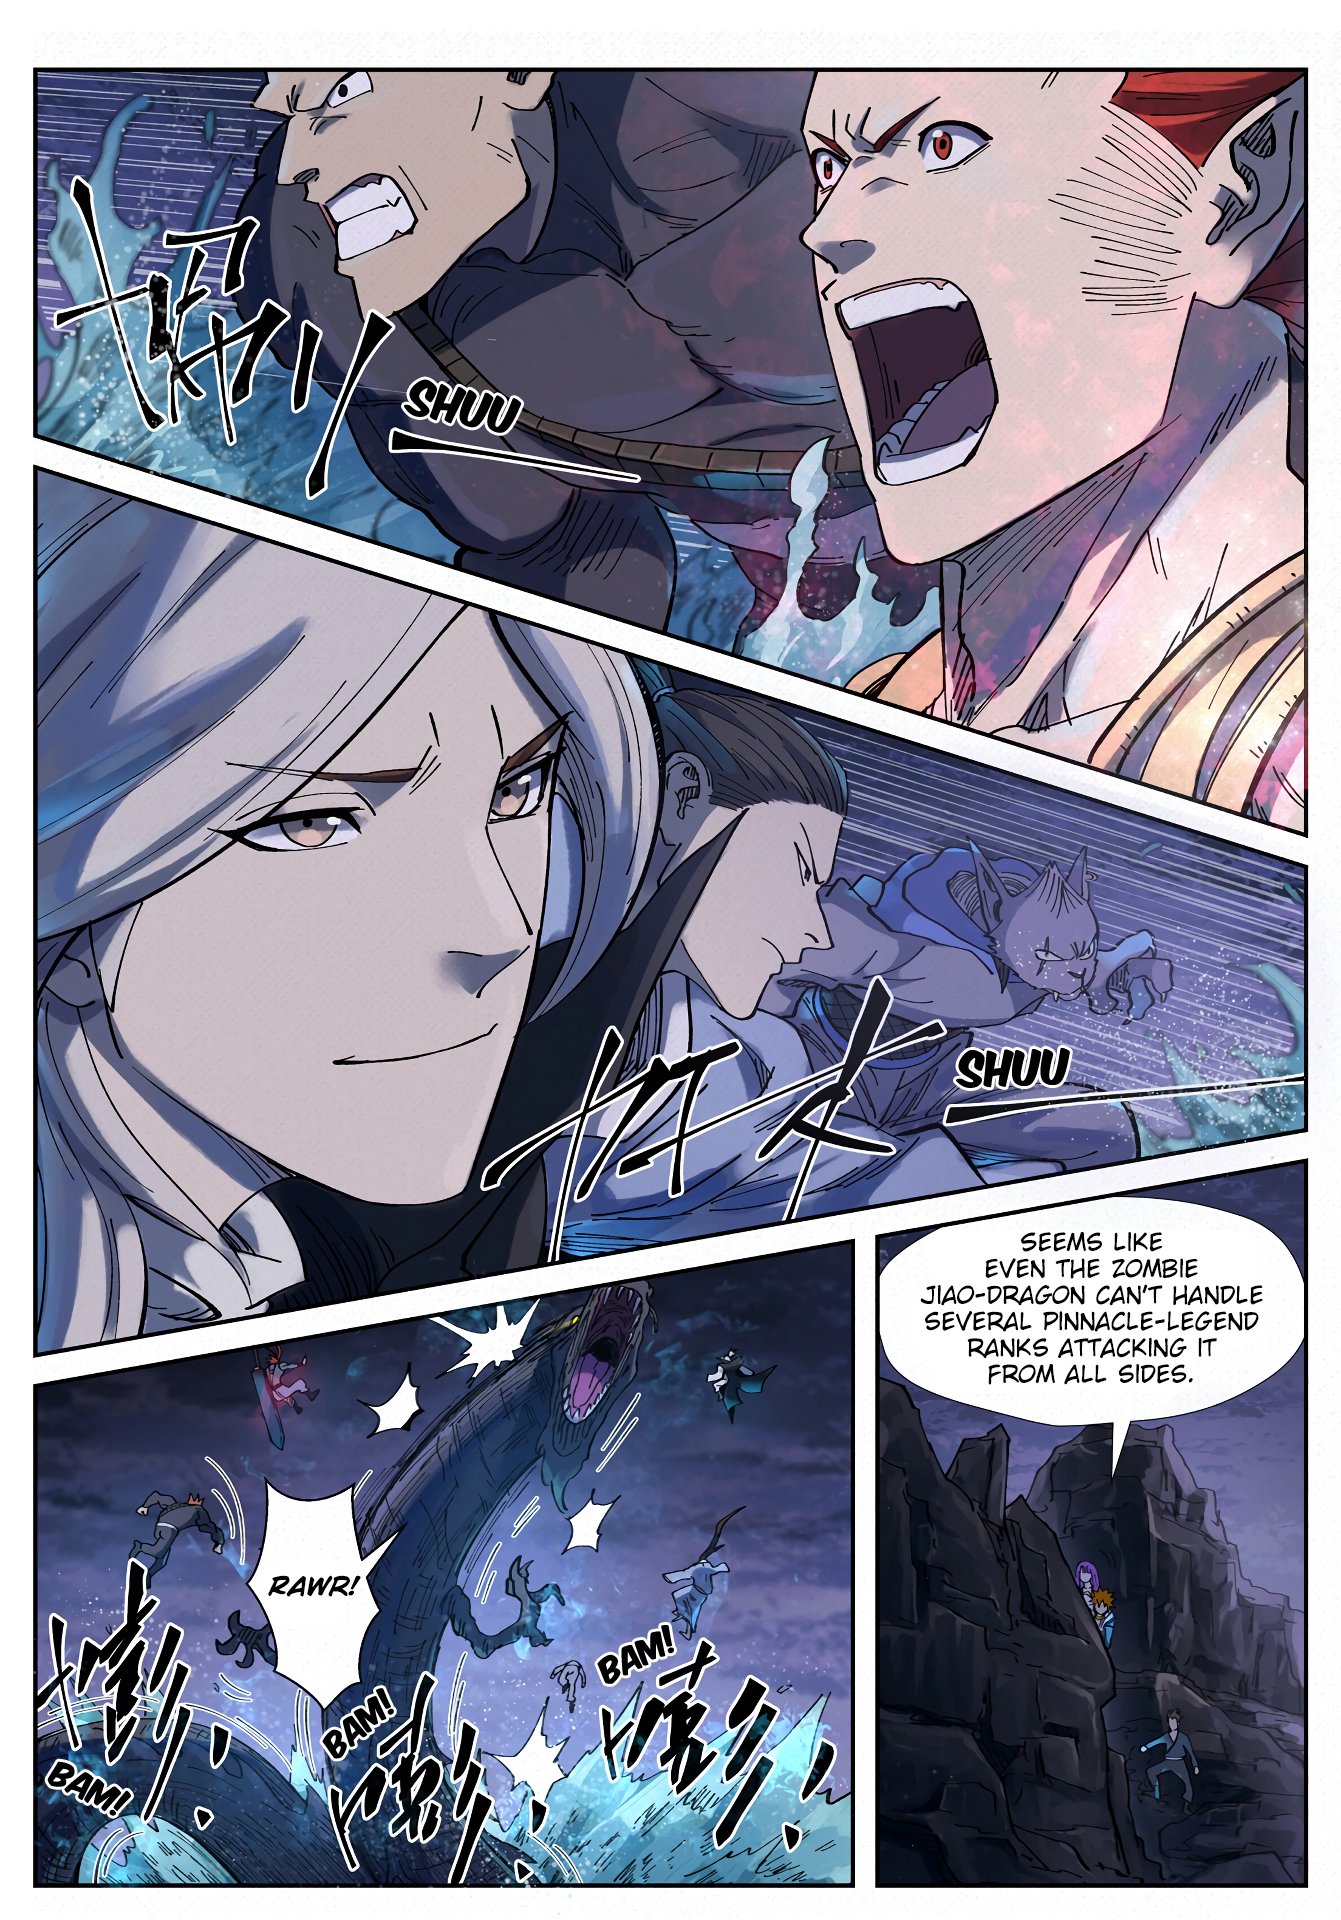 SHUU
SHUU
RAWR!
BAM!
BAM!
BAM!
SEEMS LIKE
EVEN THE ZOMBIE
JIAO-DRAGON CAN'T HANDLE
SEVERAL PINNACLE-LEGEND
RANKS ATTACKING IT
FROM ALL SIDES.